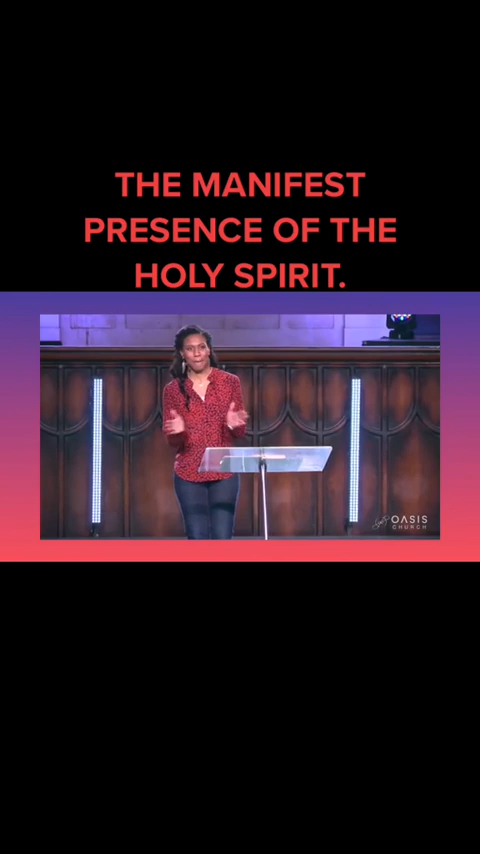 THE MANIFEST
PRESENCE OF THE
HOLY SPIRIT.
OASIS
CHURCH